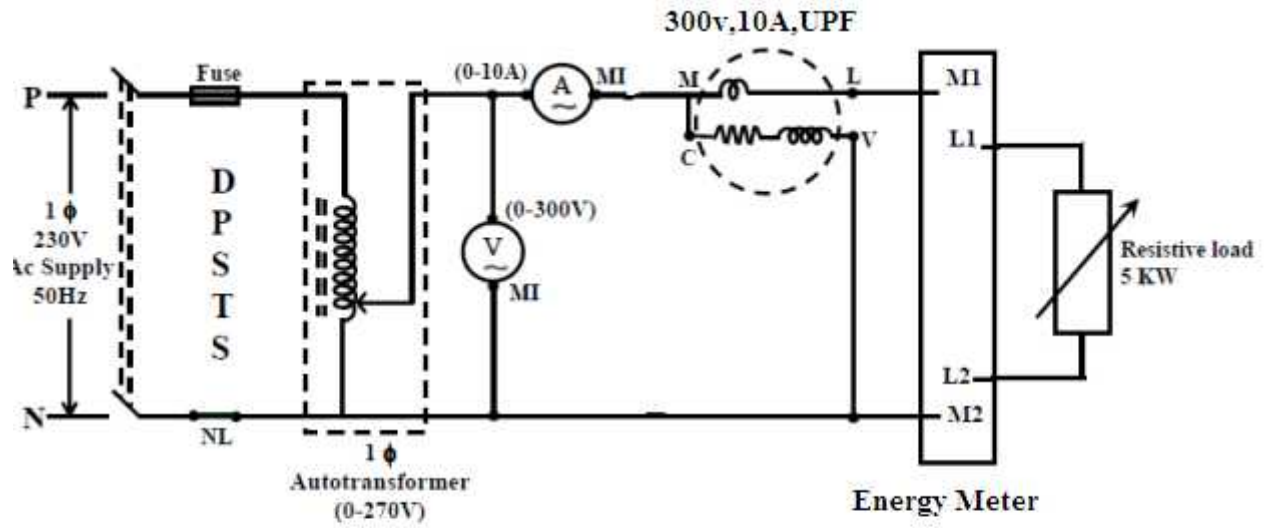 300v,10A,UPF
Fuse
P
(0-10A)
A
MI
M
L
M1
C
V
L1
D
P
S
T
S
1 ϕ
230V
Ac Supply
50Hz
(0-300V)
V
MI
Resistive load
5 KW
L2
N
NL
M2
1 ϕ
Autotransformer
(0-270V)
Energy Meter